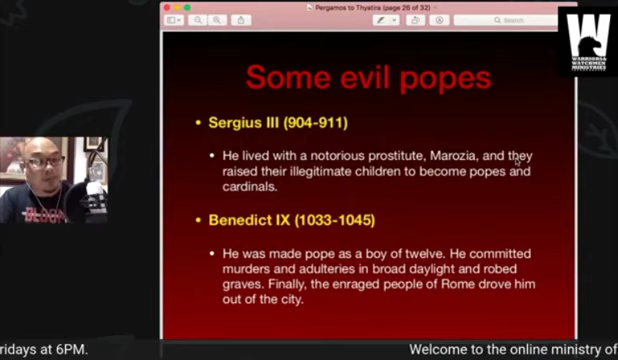 Pergamos to Thyatira (page 26 of 32)
Search
WARRIORS &
WATCHMEN
MINISTRIES
Some evil popes
• Sergius III (904-911)
• He lived with a notorious prostitute, Marozia, and they
raised their illegitimate children to become popes and
cardinals.
• Benedict IX (1033-1045)
• He was made pope as a boy of twelve. He committed
murders and adulteries in broad daylight and robed
graves. Finally, the enraged people of Rome drove him
out of the city.
BLOOM
ridays at 6PM.
Welcome to the online ministry of